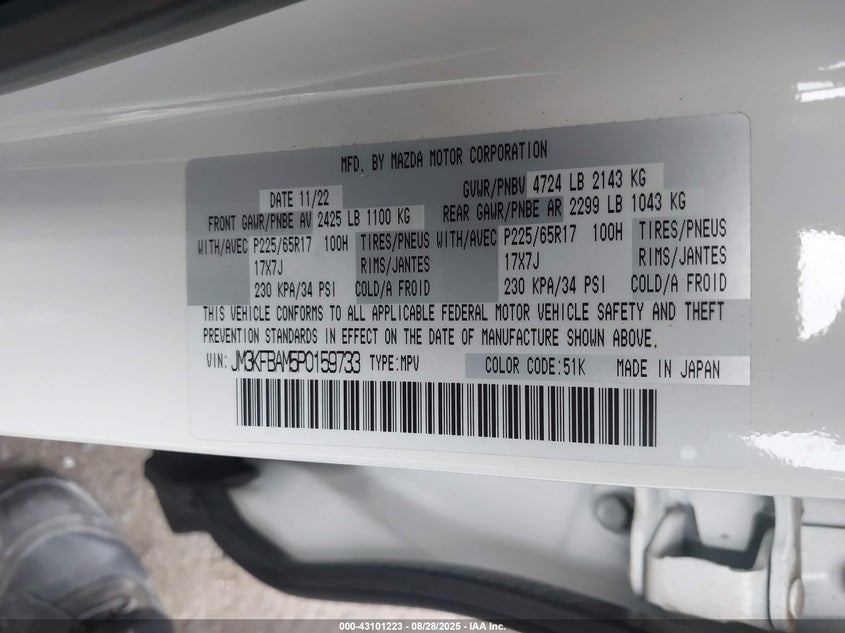 MFD. BY MAZDA MOTOR CORPORATION
DATE 11/22 GVWR/PNBV 4724 LB 2143 KG
FRONT GAWR/PNBE AV 2425 LB 1100 KG REAR GAWR/PNBE AR 2299 LB 1043 KG
WITH/AVEC P225/65R17 100H TIRES/PNEUS WITH/AVEC P225/65R17 100H TIRES/PNEUS
17X7J RIMS/JANTES 17X7J RIMS/JANTES
230 KPA/34 PSI COLD/A FROID 230 KPA/34 PSI COLD/A FROID
THIS VEHICLE CONFORMS TO ALL APPLICABLE FEDERAL MOTOR VEHICLE SAFETY AND THEFT
PREVENTION STANDARDS IN EFFECT ON THE DATE OF MANUFACTURE SHOWN ABOVE.
VIN: JM3KFBAM5P0159733 TYPE:MPV COLOR CODE:51K MADE IN JAPAN
000-43101223 - 08/28/2025 - IAA Inc.